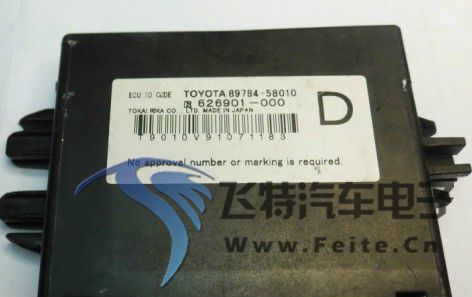 ECU ID CODE TOYOTA 89784-58010
626901-000
TOKAI RIKA CO. LTD. MADE IN JAPAN
D
19010V91071183
No approval number or marking is required.
飞特汽车电子
www.Feite.Cn